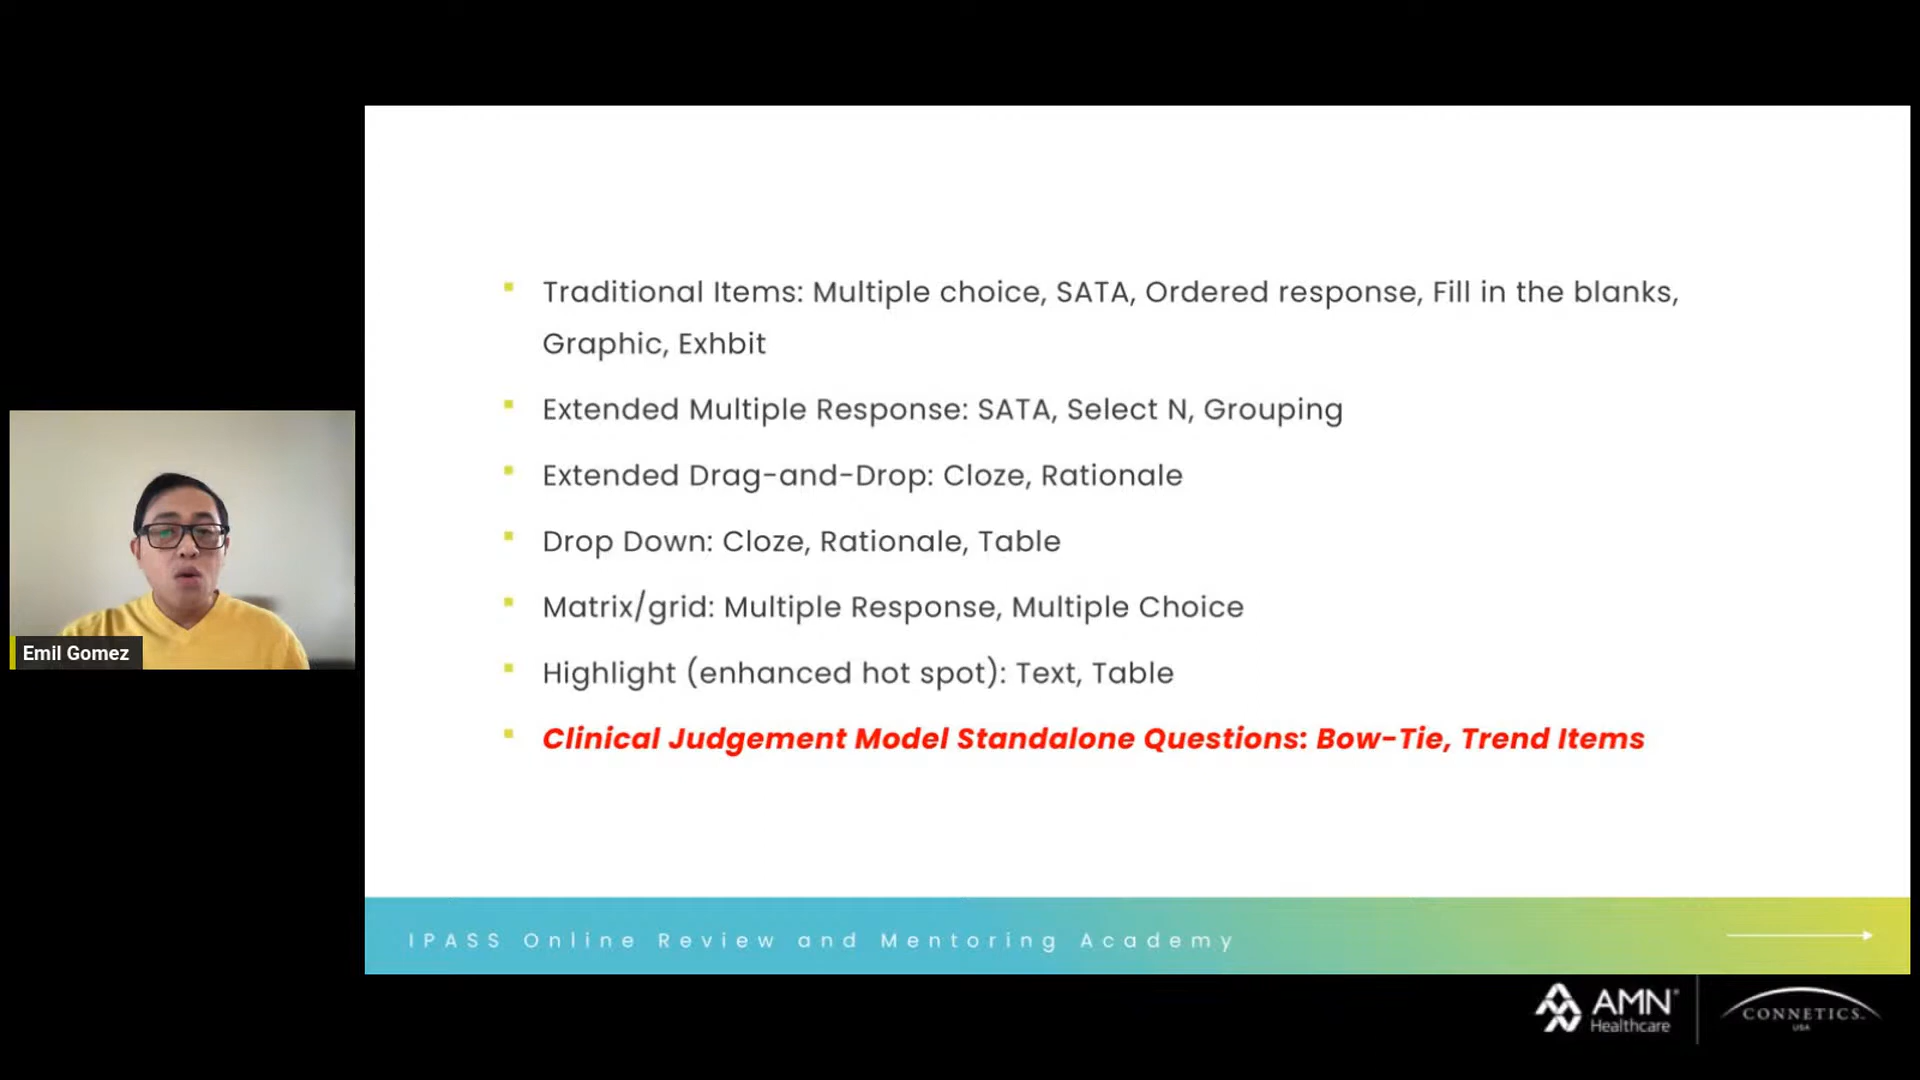 Traditional Items: Multiple choice, SATA, Ordered response, Fill in the blanks,
Graphic, Exhbit
Extended Multiple Response: SATA, Select N, Grouping
Extended Drag-and-Drop: Cloze, Rationale
Drop Down: Cloze, Rationale, Table
Matrix/grid: Multiple Response, Multiple Choice
Highlight (enhanced hot spot): Text, Table
Clinical Judgement Model Standalone Questions: Bow-Tie, Trend Items
Emil Gomez
IPASS Online Review and Mentoring Academy
AMN
Healthcare
CONNETICS
USA